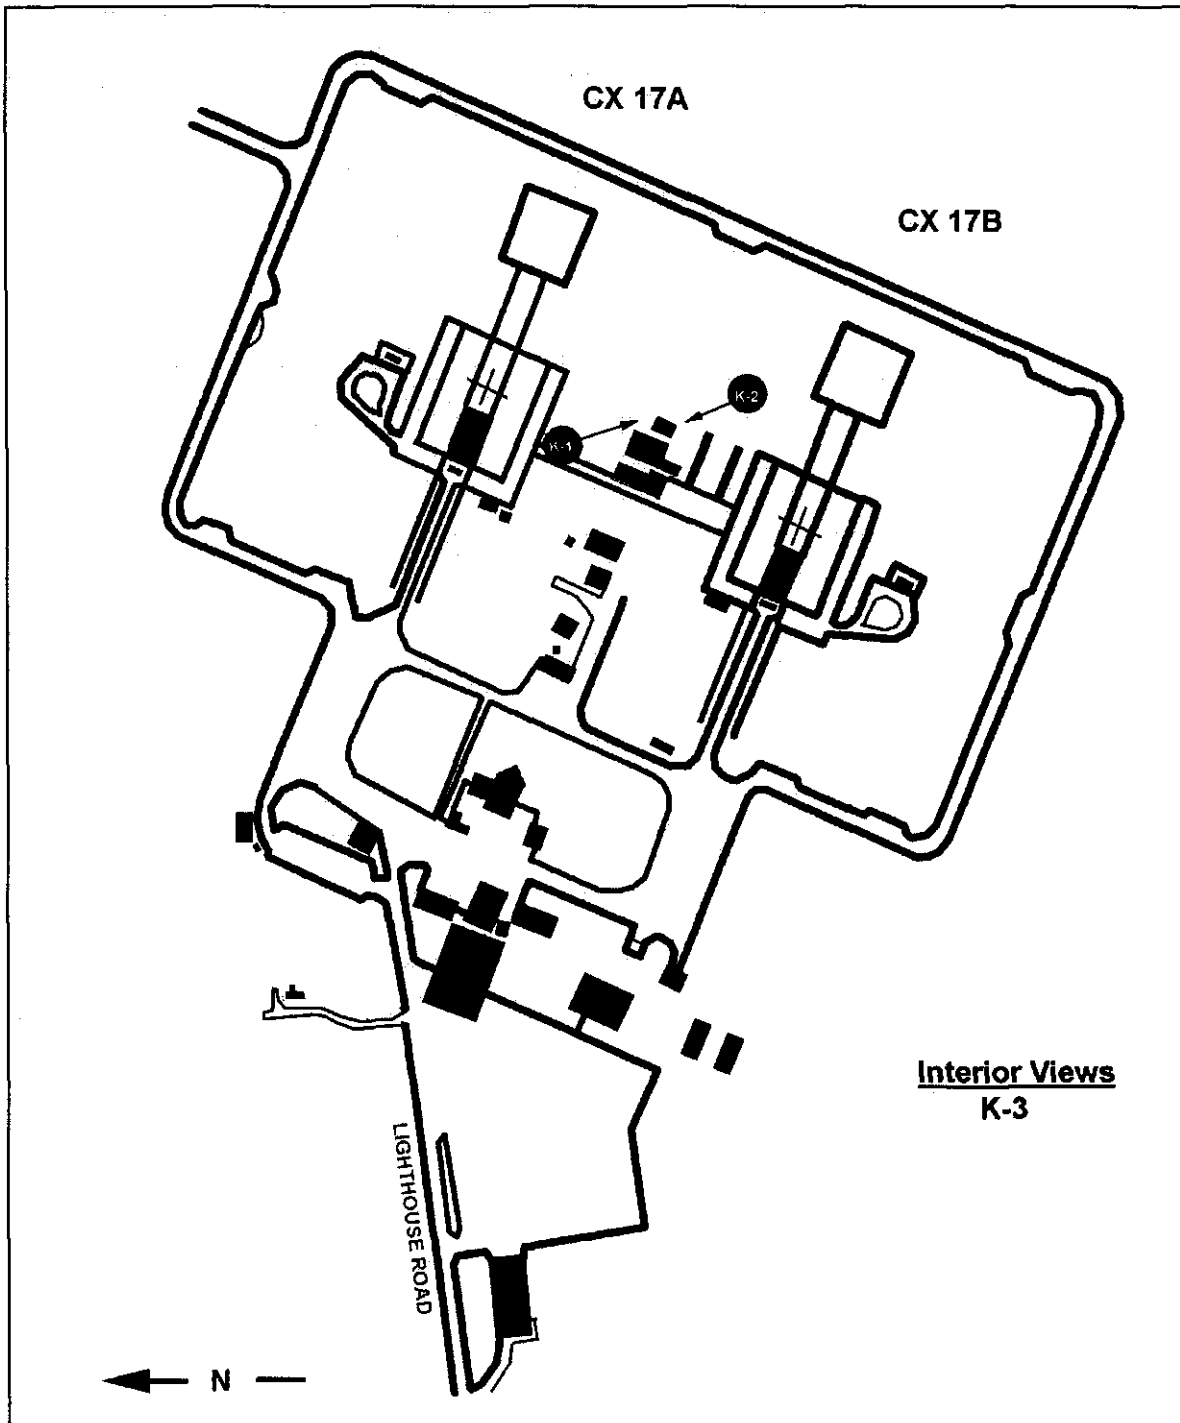 CX 17A
CX 17B
K-2
K-1
Interior Views
K-3
LIGHTHOUSE ROAD
N